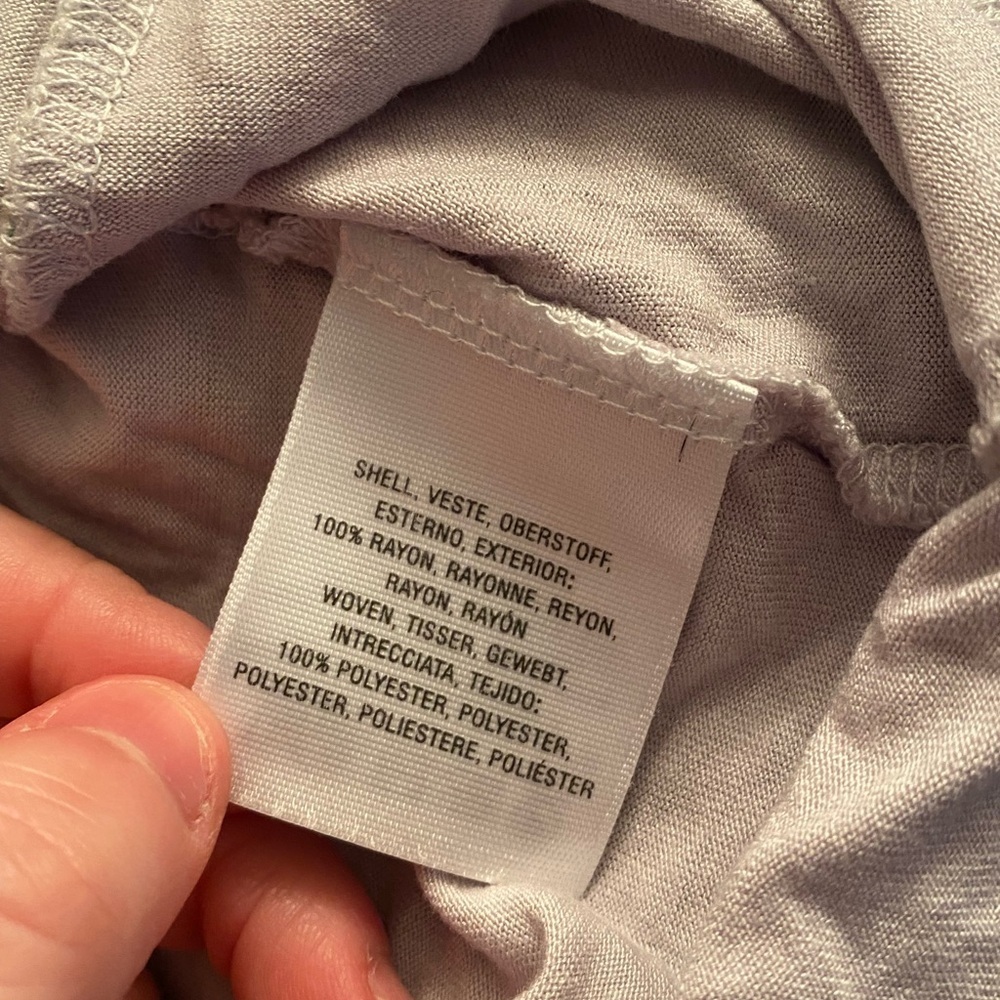 SHELL, VESTE, OBERSTOFF,
ESTERNO, EXTERIOR:
100% RAYON, RAYONNE, REYON,
RAYON, RAYÓN
WOVEN, TISSER, GEWEBT,
INTRECCIATA, TEJIDO:
100% POLYESTER, POLYESTER,
POLYESTER, POLIESTERE, POLIÉSTER